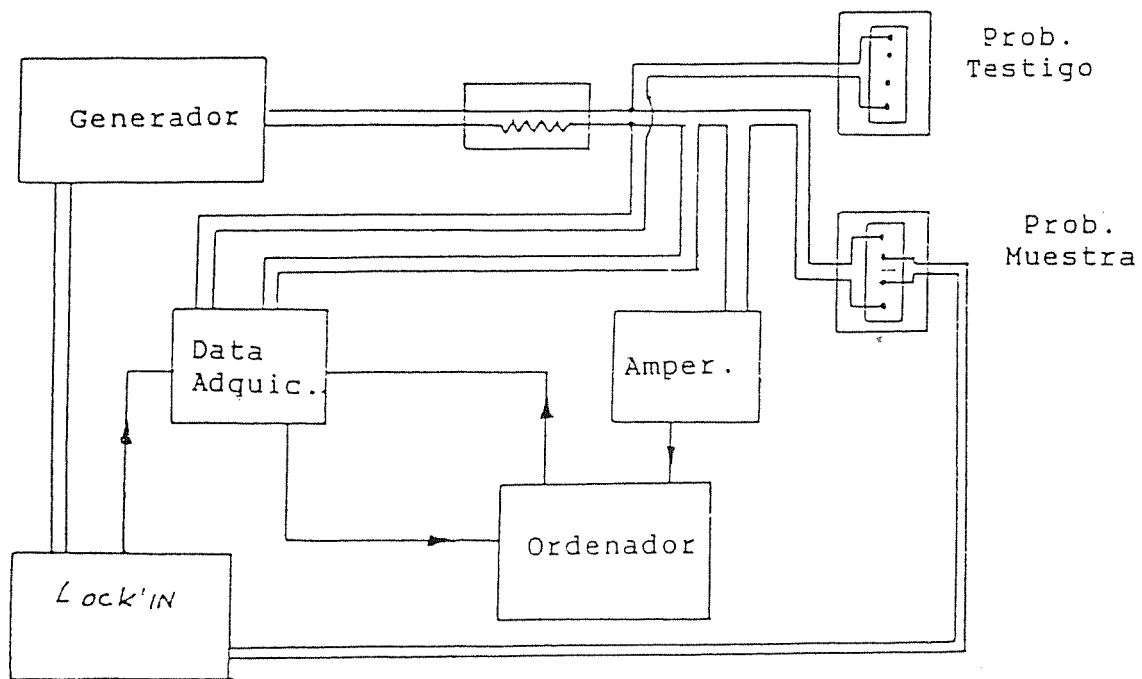 Prob.
Testigo
Generador
Prob.
Muestra
Data
Adquic..
Amper.
Ordenador
Lock'IN